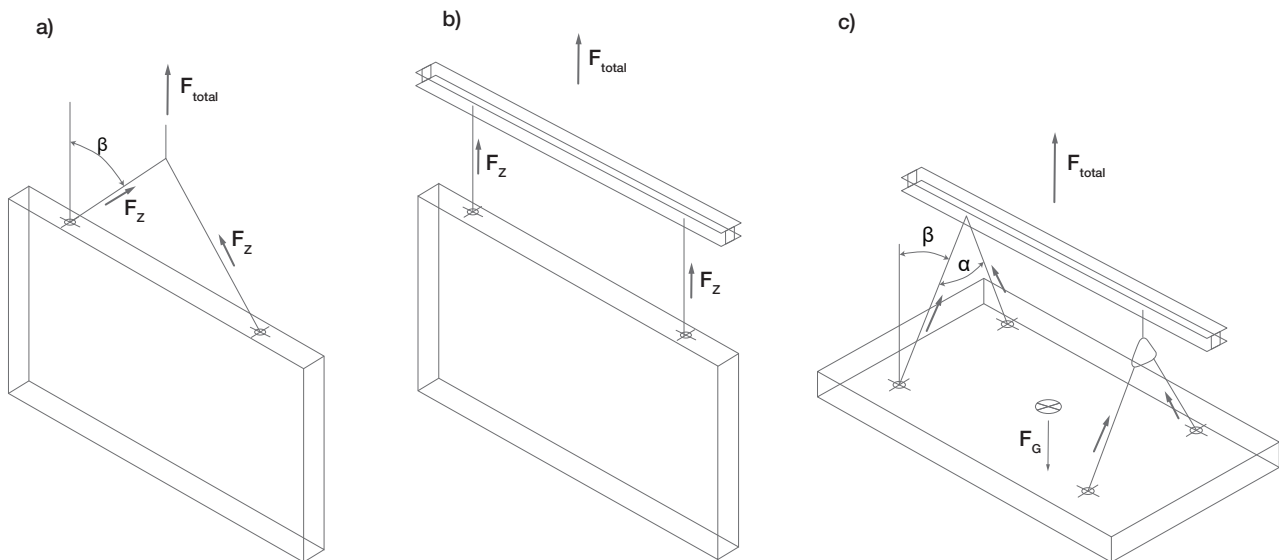 a)
F_total
β
F_Z
F_Z
b)
F_total
F_Z
F_Z
c)
F_total
β
α
F_G